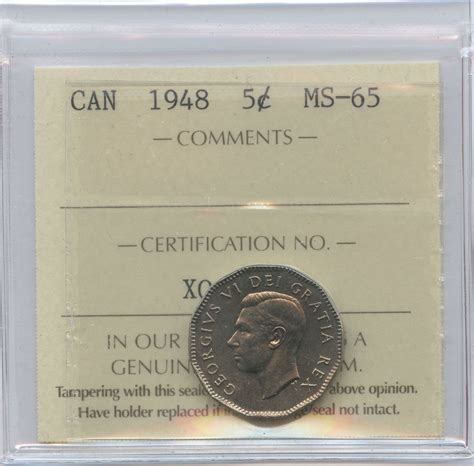 CAN 1948 5¢ MS-65
— COMMENTS —
— CERTIFICATION NO. —
XO
IN OUR A
GENUIN M.
Tampering with this seal above opinion.
Have holder replaced if seal not intact.
GEORGIVS VI DEI GRATIA REX